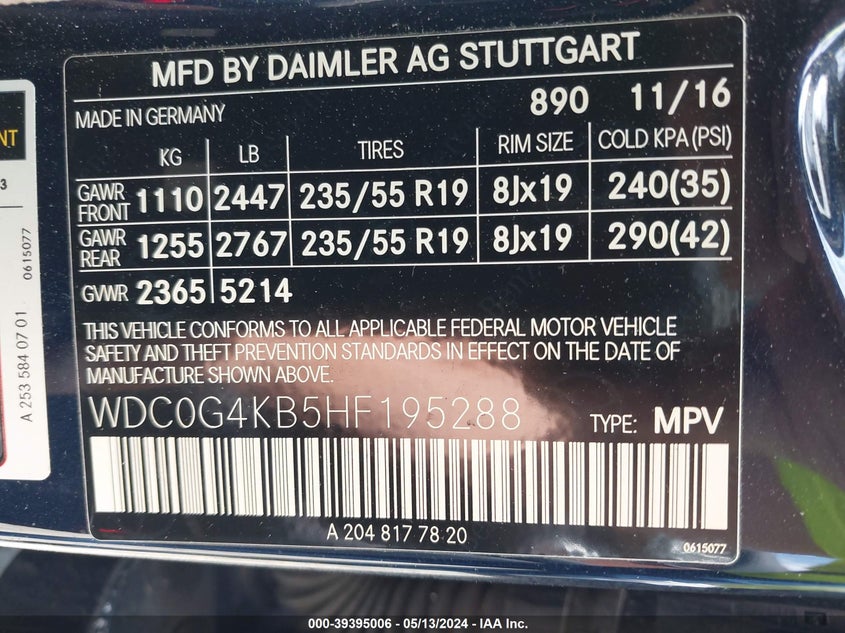 MFD BY DAIMLER AG STUTTGART
MADE IN GERMANY 890 11/16
KG LB TIRES RIM SIZE COLD KPA (PSI)
GAWR FRONT 1110 2447 235/55 R19 8Jx19 240(35)
GAWR REAR 1255 2767 235/55 R19 8Jx19 290(42)
GVWR 2365 5214
THIS VEHICLE CONFORMS TO ALL APPLICABLE FEDERAL MOTOR VEHICLE
SAFETY AND THEFT PREVENTION STANDARDS IN EFFECT ON THE DATE OF
MANUFACTURE SHOWN ABOVE.
WDC0G4KB5HF195288 TYPE: MPV
A 204 817 78 20
0615077
NT
3
0615077
A 253 584 07 01
000-39395006 - 05/13/2024 - IAA Inc.